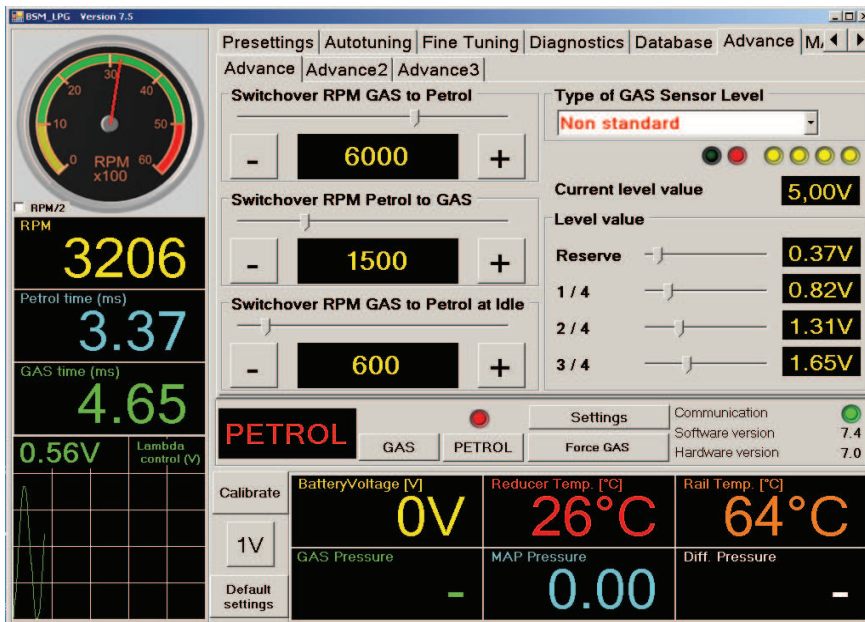 BSM_LPG Version 7.5
Presettings Autotuning Fine Tuning Diagnostics Database Advance
Advance Advance2 Advance3
0 10 20 30 40 50 60
RPM
x100
RPM/2
RPM
3206
Petrol time (ms)
3.37
GAS time (ms)
4.65
0.56V
Lambda
control (V)
Switchover RPM GAS to Petrol
- 6000 +
Switchover RPM Petrol to GAS
- 1500 +
Switchover RPM GAS to Petrol at Idle
- 600 +
Type of GAS Sensor Level
Non standard
Current level value 5,00V
Level value
Reserve 0.37V
1 / 4 0.82V
2 / 4 1.31V
3 / 4 1.65V
PETROL
GAS PETROL
Settings
Force GAS
Communication
Software version 7.4
Hardware version 7.0
Calibrate
1V
Default
settings
BatteryVoltage [V]
0V
Reducer Temp. [°C]
26°C
Rail Temp. [°C]
64°C
GAS Pressure
-
MAP Pressure
0.00
Diff. Pressure
-